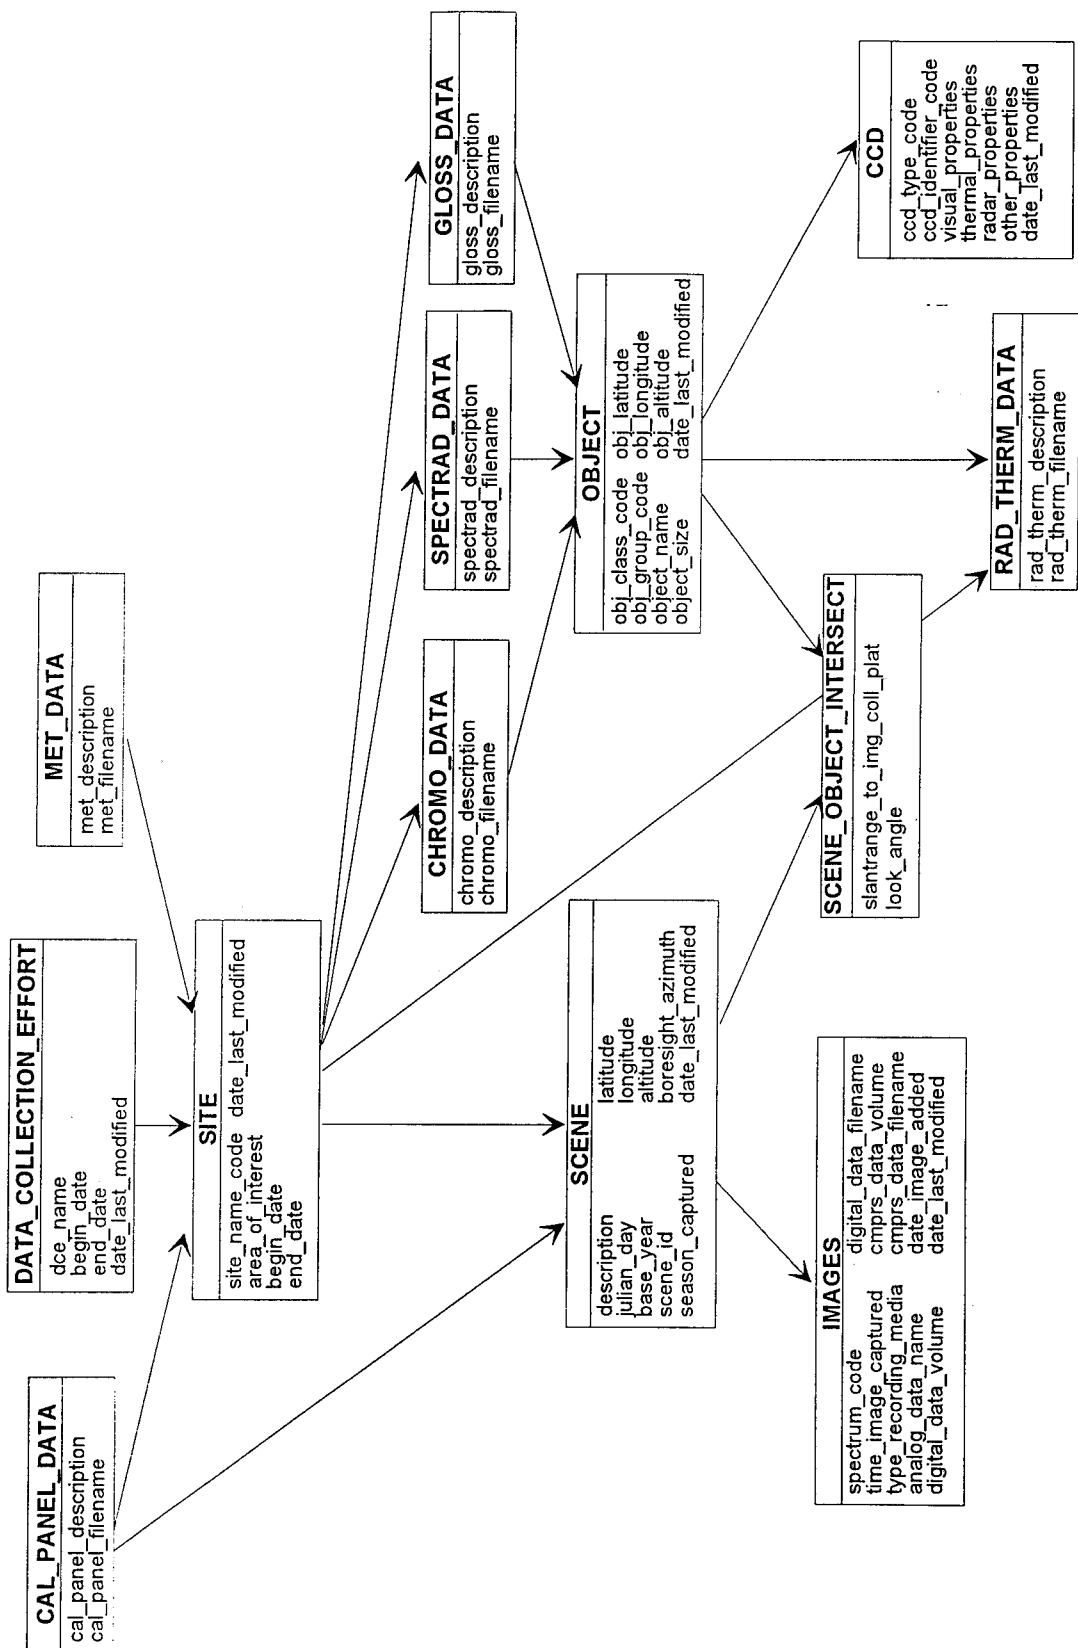 CAL_PANEL_DATA
cal_panel_description
cal_panel_filename
DATA_COLLECTION_EFFORT
dce_name
begin_date
end_date
date_last_modified
MET_DATA
met_description
met_filename
SITE
site_name_code date_last_modified
area_of_interest
begin_date
end_date
CHROMO_DATA
chromo_description
chromo_filename
SPECTRAD_DATA
spectrad_description
spectrad_filename
GLOSS_DATA
gloss_description
gloss_filename
SCENE
description latitude
julian_day longitude
base_year altitude
scene_id boresight_azimuth
season_captured date_last_modified
OBJECT
obj_class_code obj_latitude
obj_group_code obj_longitude
object_name obj_altitude
object_size date_last_modified
IMAGES
spectrum_code digital_data_filename
time_image_captured cmprs_data_volume
type_recording_media cmprs_data_filename
analog_data_name date_image_added
digital_data_volume date_last_modified
SCENE_OBJECT_INTERSECT
slantrange_to_img_coll_plat
look_angle
CCD
ccd_type_code
ccd_identifier_code
visual_properties
thermal_properties
radar_properties
other_properties
date_last_modified
RAD_THERM_DATA
rad_therm_description
rad_therm_filename